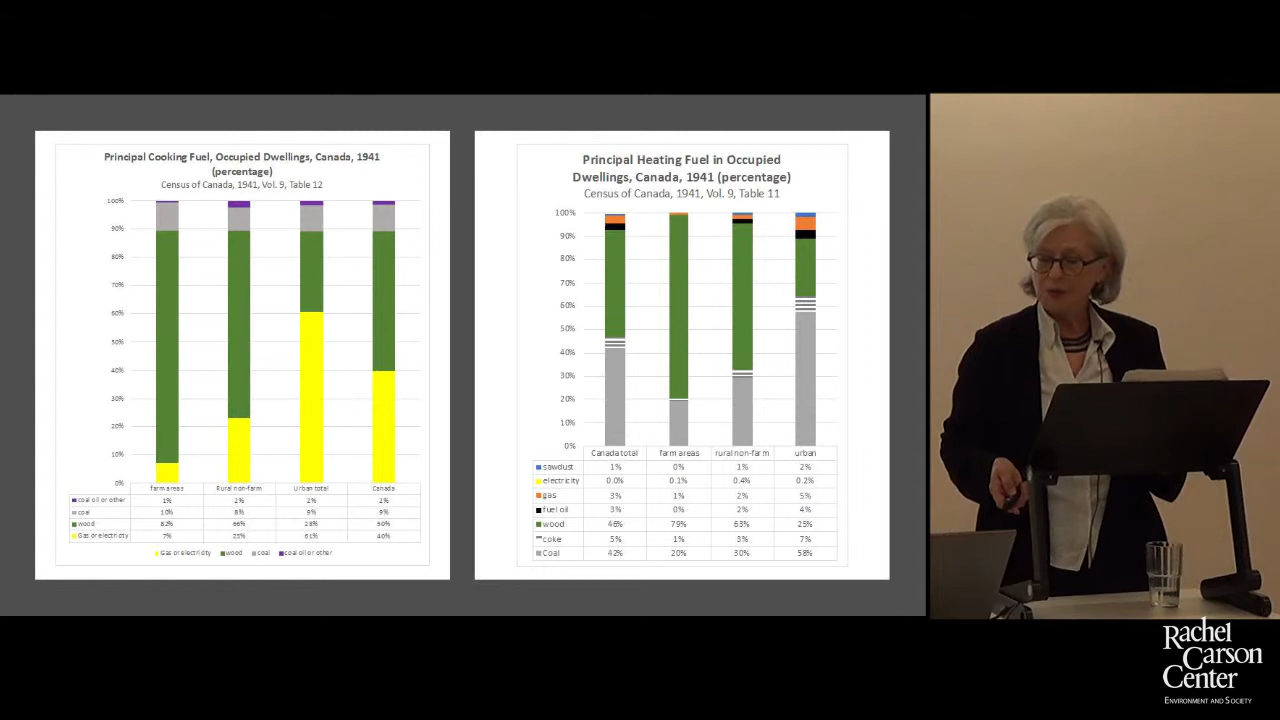 Principal Cooking Fuel, Occupied Dwellings, Canada, 1941
(percentage)
Census of Canada, 1941, Vol. 9, Table 12
100%
90%
80%
70%
60%
50%
40%
30%
20%
10%
0%
farm areas Rural non-farm Urban total Canada
coal oil or other 1% 2% 2% 2%
coal 10% 8% 9% 9%
wood 82% 66% 28% 50%
Gas or electricity 7% 23% 61% 40%
Gas or electricity wood coal coal oil or other
Principal Heating Fuel in Occupied
Dwellings, Canada, 1941 (percentage)
Census of Canada, 1941, Vol. 9, Table 11
100%
90%
80%
70%
60%
50%
40%
30%
20%
10%
0%
Canada total farm areas rural non-farm urban
sawdust 1% 0% 1% 2%
electricity 0.0% 0.1% 0.4% 0.2%
gas 3% 1% 2% 5%
fuel oil 3% 0% 2% 4%
wood 46% 79% 63% 25%
coke 5% 1% 3% 7%
Coal 42% 20% 30% 58%
Rachel
Carson
Center
Environment and Society